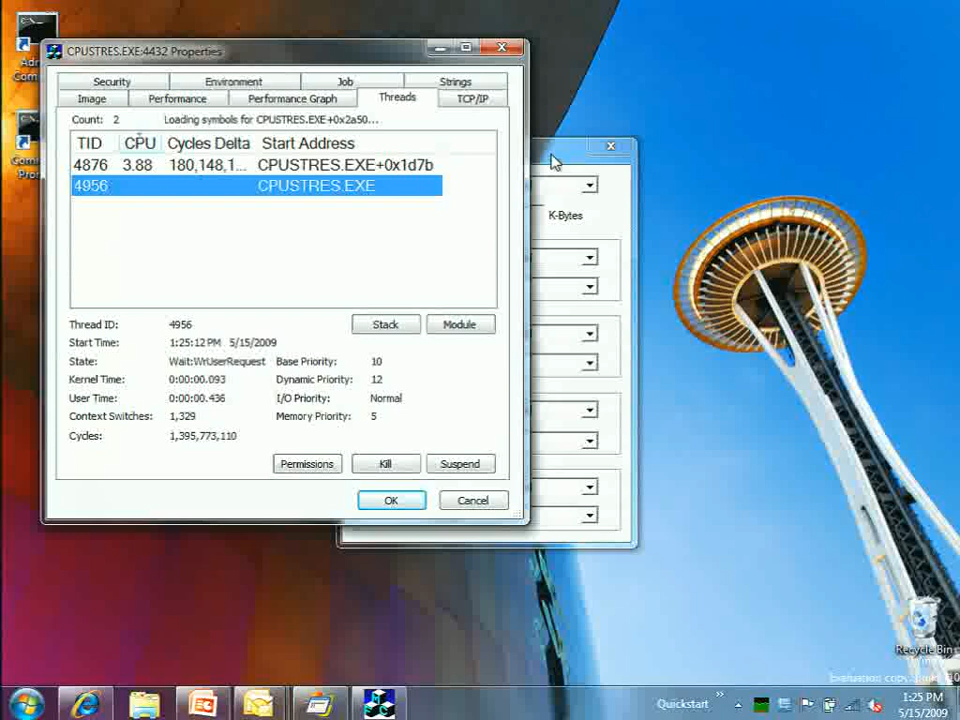 CPUSTRES.EXE:4432 Properties
Security Environment Job Strings
Image Performance Performance Graph Threads TCP/IP
Count: 2 Loading symbols for CPUSTRES.EXE+0x2a50...
TID CPU Cycles Delta Start Address
4876 3.88 180,148,1... CPUSTRES.EXE+0x1d7b
4956 CPUSTRES.EXE
K-Bytes
Thread ID: 4956 Stack Module
Start Time: 1:25:12 PM 5/15/2009
State: Wait:WrUserRequest Base Priority: 10
Kernel Time: 0:00:00.093 Dynamic Priority: 12
User Time: 0:00:00.436 I/O Priority: Normal
Context Switches: 1,329 Memory Priority: 5
Cycles: 1,395,773,110
Permissions Kill Suspend
OK Cancel
Recycle Bin
Quickstart
1:25 PM
5/15/2009